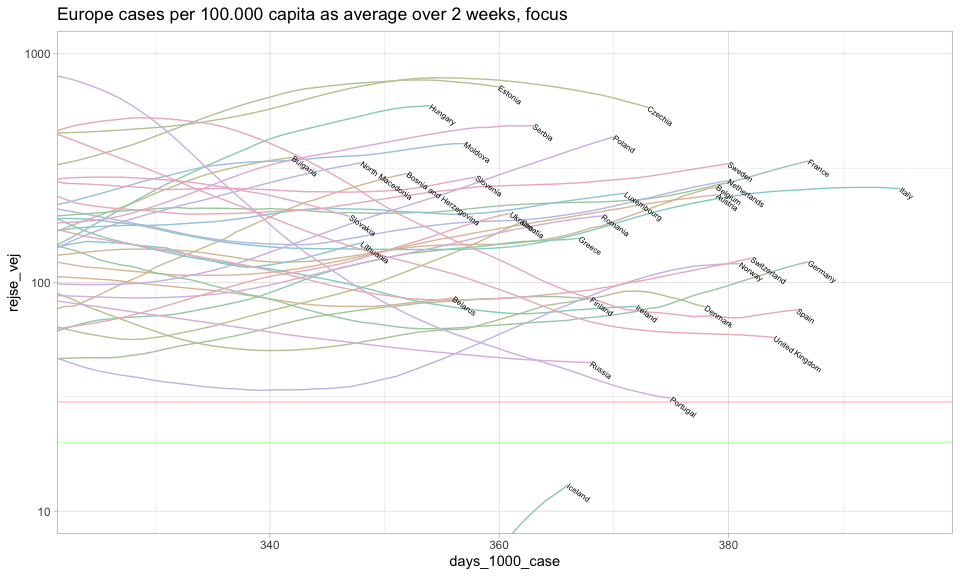 Europe cases per 100.000 capita as average over 2 weeks, focus
1000
100
10
rejse_vej
Estonia
Hungary
Czechia
Serbia
Poland
Moldova
Bulgaria
North Macedonia
Bosnia and Herzegovina
Slovenia
Sweden
France
Netherlands
Belgium
Austria
Italy
Luxembourg
Slovakia
Ukraine
Croatia
Romania
Lithuania
Greece
Switzerland
Norway
Germany
Belarus
Finland
Ireland
Denmark
Spain
United Kingdom
Russia
Portugal
Iceland
340
360
380
days_1000_case